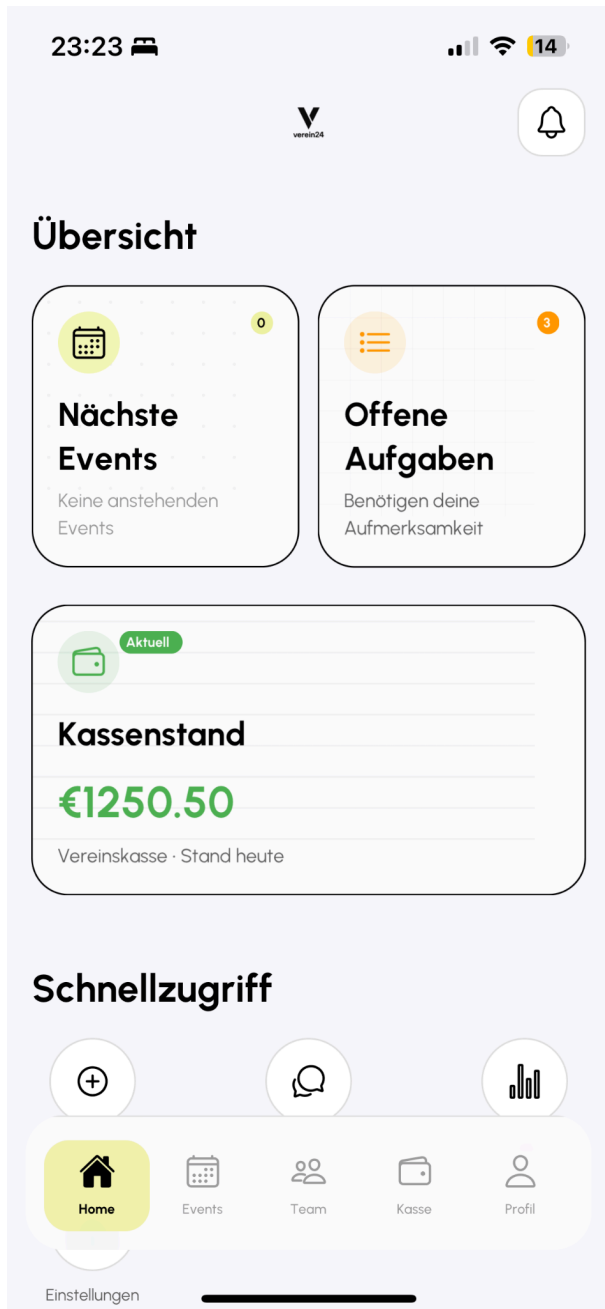 23:23
14
verein24
Übersicht
0
Nächste
Events
Keine anstehenden
Events
3
Offene
Aufgaben
Benötigen deine
Aufmerksamkeit
Aktuell
Kassenstand
€1250.50
Vereinskasse · Stand heute
Schnellzugriff
Home
Events
Team
Kasse
Profil
Einstellungen